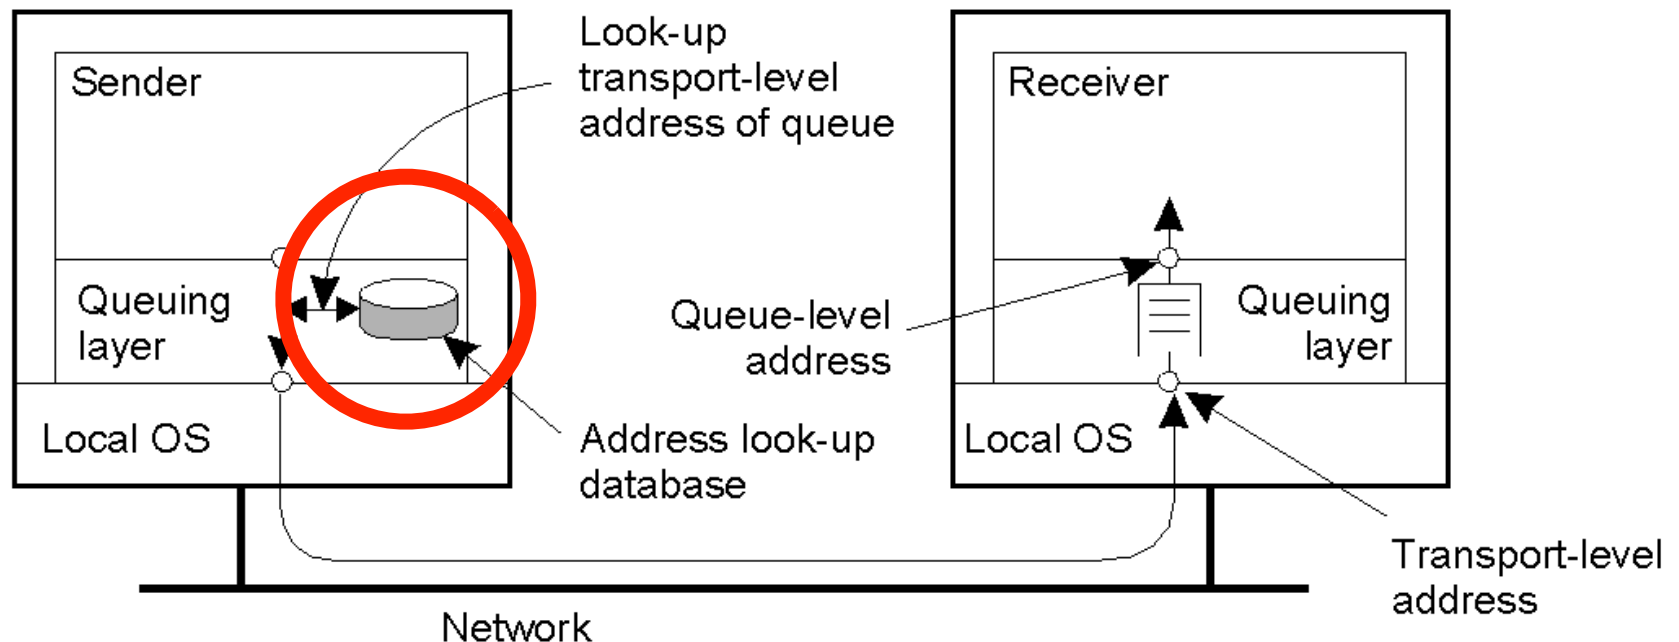 Look-up
transport-level
address of queue
Sender
Receiver
Queuing
layer
Queue-level
address
Queuing
layer
Local OS
Address look-up
database
Local OS
Transport-level
address
Network